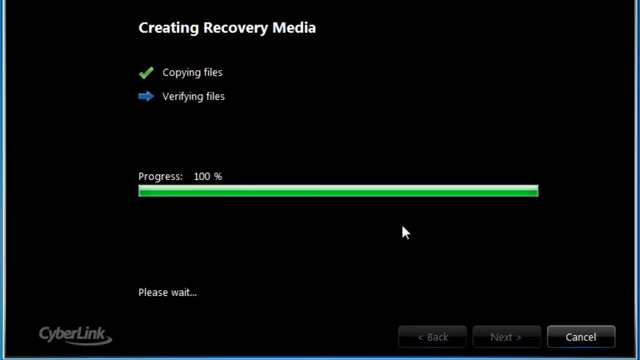 Creating Recovery Media
Copying files
Verifying files
Progress: 100 %
Please wait...
CyberLink
< Back
Next >
Cancel